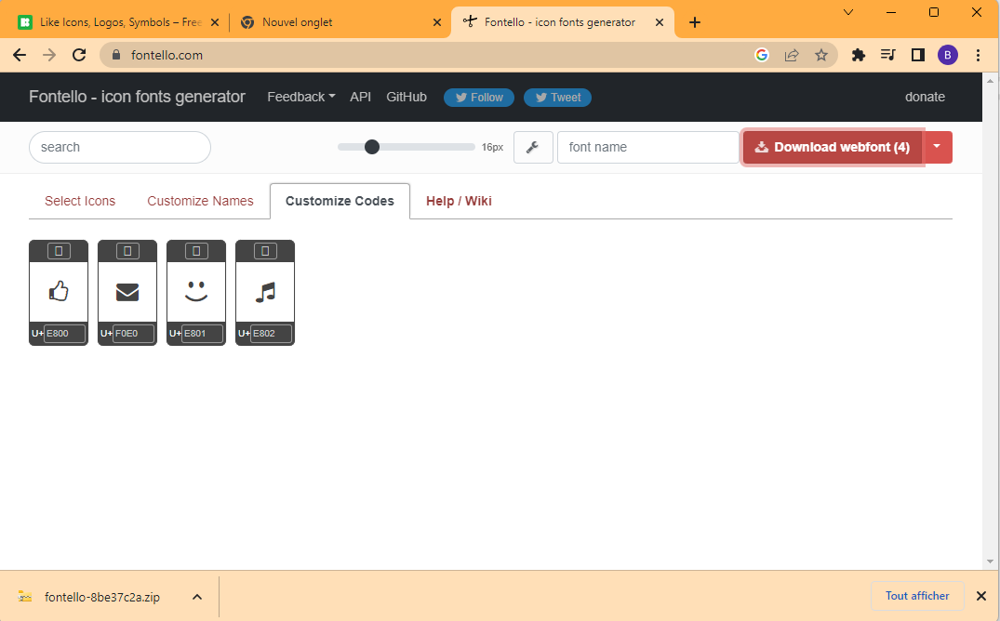 Like Icons, Logos, Symbols – Free
Nouvel onglet
Fontello - icon fonts generator
fontello.com
B
Fontello - icon fonts generator
Feedback
API
GitHub
Follow
Tweet
donate
search
16px
font name
Download webfont (4)
Select Icons
Customize Names
Customize Codes
Help / Wiki
U+ E800
U+ F0E0
U+ E801
U+ E802
fontello-8be37c2a.zip
Tout afficher